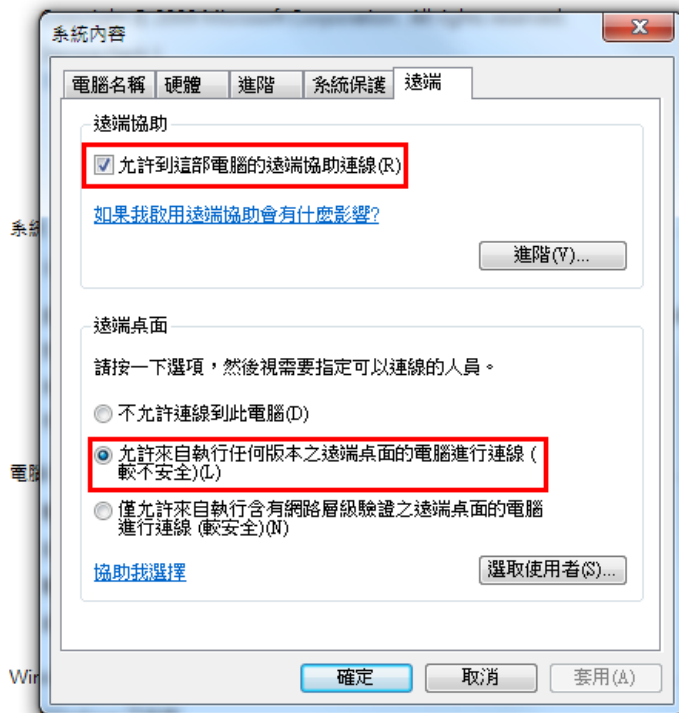 系統內容
電腦名稱 硬體 進階 系統保護 遠端
遠端協助
允許到這部電腦的遠端協助連線(R)
如果我啟用遠端協助會有什麼影響?
進階(V)...
遠端桌面
請按一下選項，然後視需要指定可以連線的人員。
不允許連線到此電腦(D)
允許來自執行任何版本之遠端桌面的電腦進行連線 (
較不安全)(L)
僅允許來自執行含有網路層級驗證之遠端桌面的電腦
進行連線 (較安全)(N)
協助我選擇
選取使用者(S)...
確定 取消 套用(A)